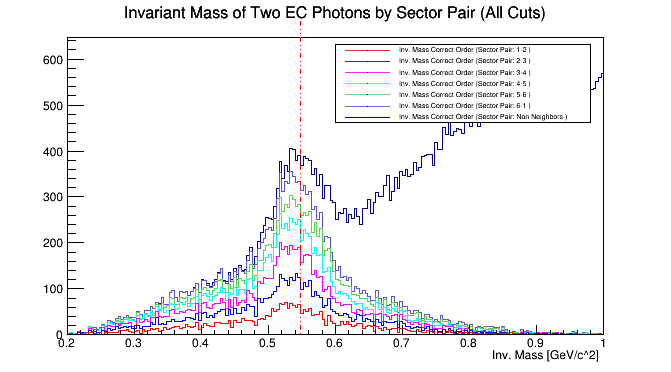 Invariant Mass of Two EC Photons by Sector Pair (All Cuts)
Inv. Mass Correct Order (Sector Pair: 1-2 )
Inv. Mass Correct Order (Sector Pair: 2-3 )
Inv. Mass Correct Order (Sector Pair: 3-4 )
Inv. Mass Correct Order (Sector Pair: 4-5 )
Inv. Mass Correct Order (Sector Pair: 5-6 )
Inv. Mass Correct Order (Sector Pair: 6-1 )
Inv. Mass Correct Order (Sector Pair: Non Neighbors )
600
500
400
300
200
100
0
0.2 0.3 0.4 0.5 0.6 0.7 0.8 0.9 1
Inv. Mass [GeV/c^2]